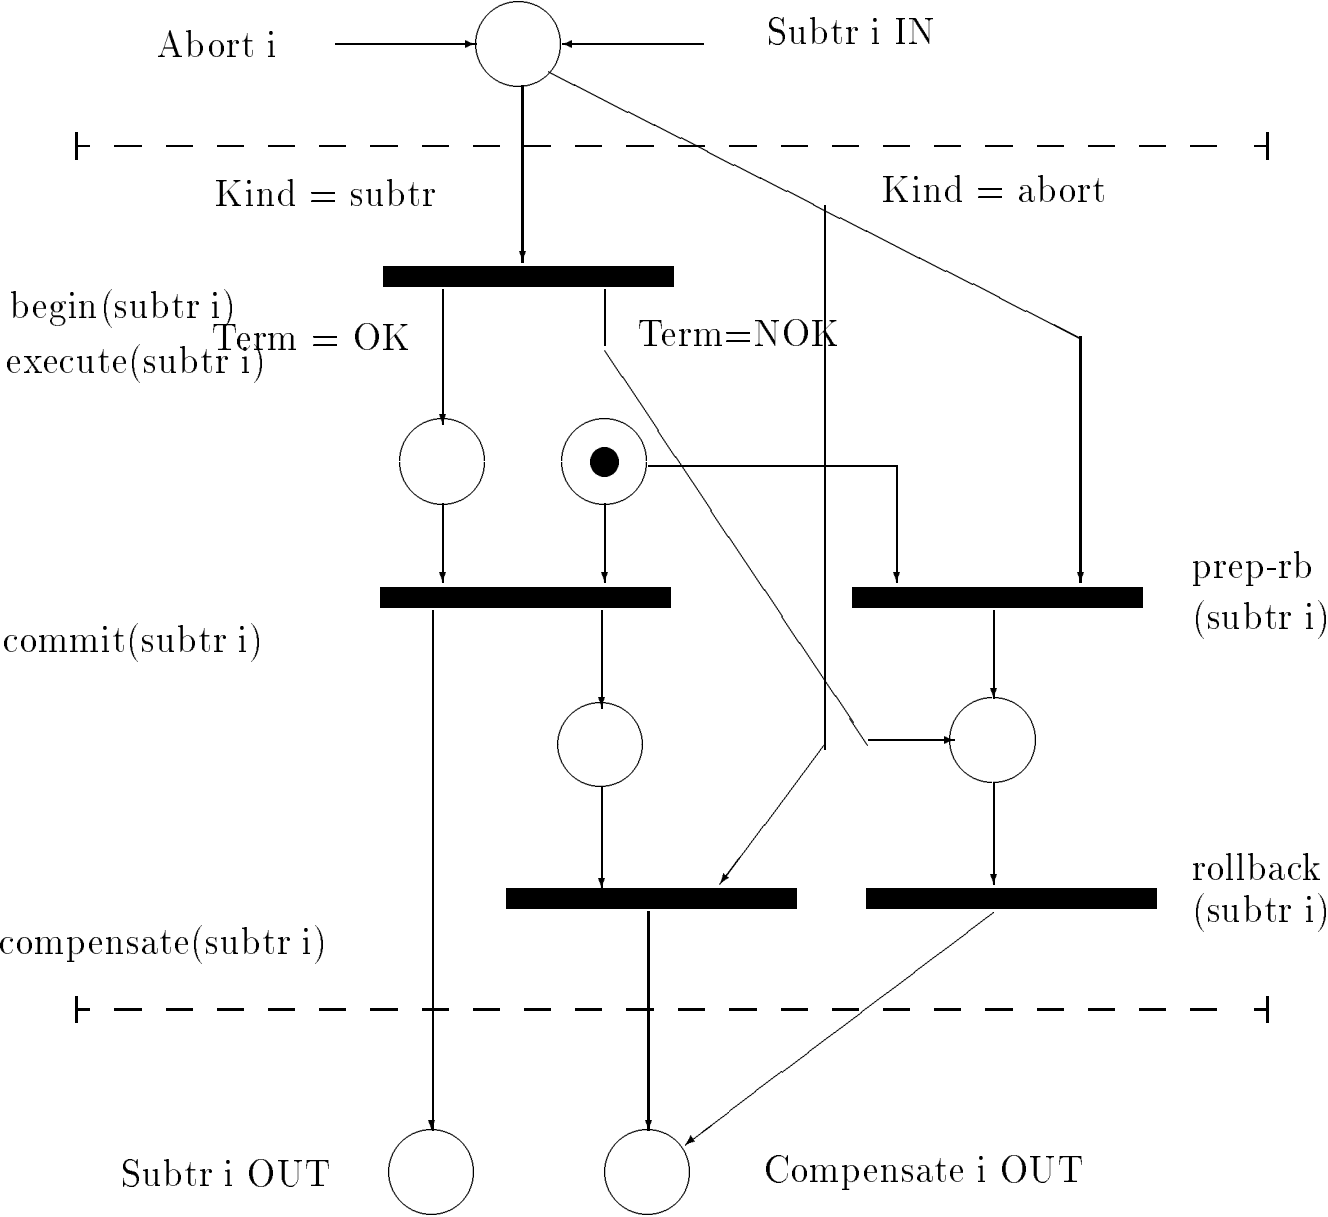 Abort i
Subtr i IN
Kind = subtr
Kind = abort
begin(subtr i)
Term = OK
Term=NOK
execute(subtr i)
prep-rb
(subtr i)
commit(subtr i)
rollback
(subtr i)
compensate(subtr i)
Subtr i OUT
Compensate i OUT